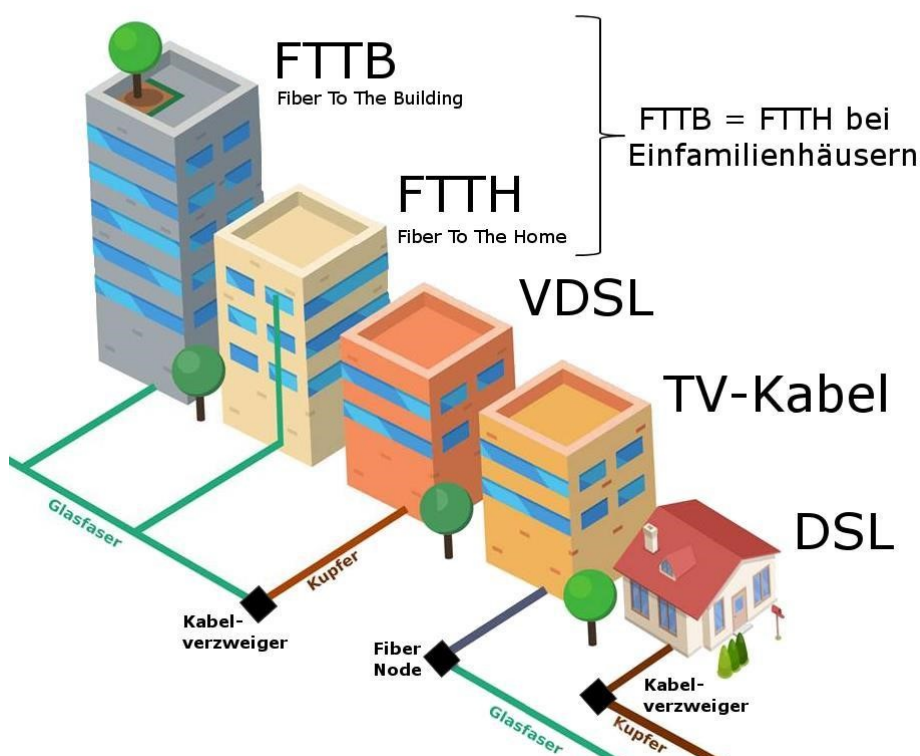 FTTB
Fiber To The Building
FTTB = FTTH bei
Einfamilienhäusern
FTTH
Fiber To The Home
VDSL
TV-Kabel
DSL
Glasfaser
Kupfer
Kabel-
verzweiger
Fiber
Node
Kabel-
verzweiger
Glasfaser
Kupfer